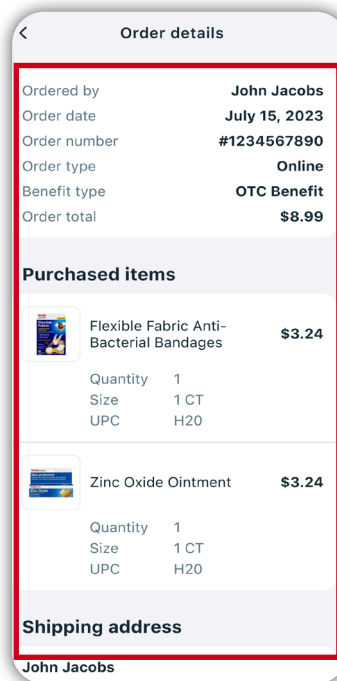 Order details
Ordered by John Jacobs
Order date July 15, 2023
Order number #1234567890
Order type Online
Benefit type OTC Benefit
Order total $8.99
Purchased items
Flexible Fabric Anti-
Bacterial Bandages $3.24
Quantity 1
Size 1 CT
UPC H20
Zinc Oxide Ointment $3.24
Quantity 1
Size 1 CT
UPC H20
Shipping address
John Jacobs